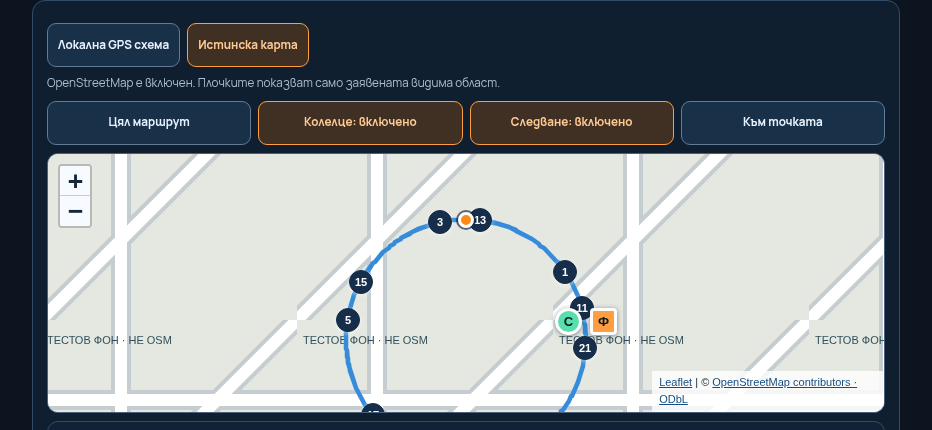 Локална GPS схема
Истинска карта
OpenStreetMap е включен. Плочките показват само заявената видима област.
Цял маршрут
Колелце: включено
Следване: включено
Към точката
+
−
3
13
1
15
11
5
С
Ф
21
ТЕСТОВ ФОН · НЕ OSM
ТЕСТОВ ФОН · НЕ OSM
ТЕСТОВ ФОН · НЕ OSM
ТЕСТОВ ФОН
Leaflet | © OpenStreetMap contributors ·
ODbL